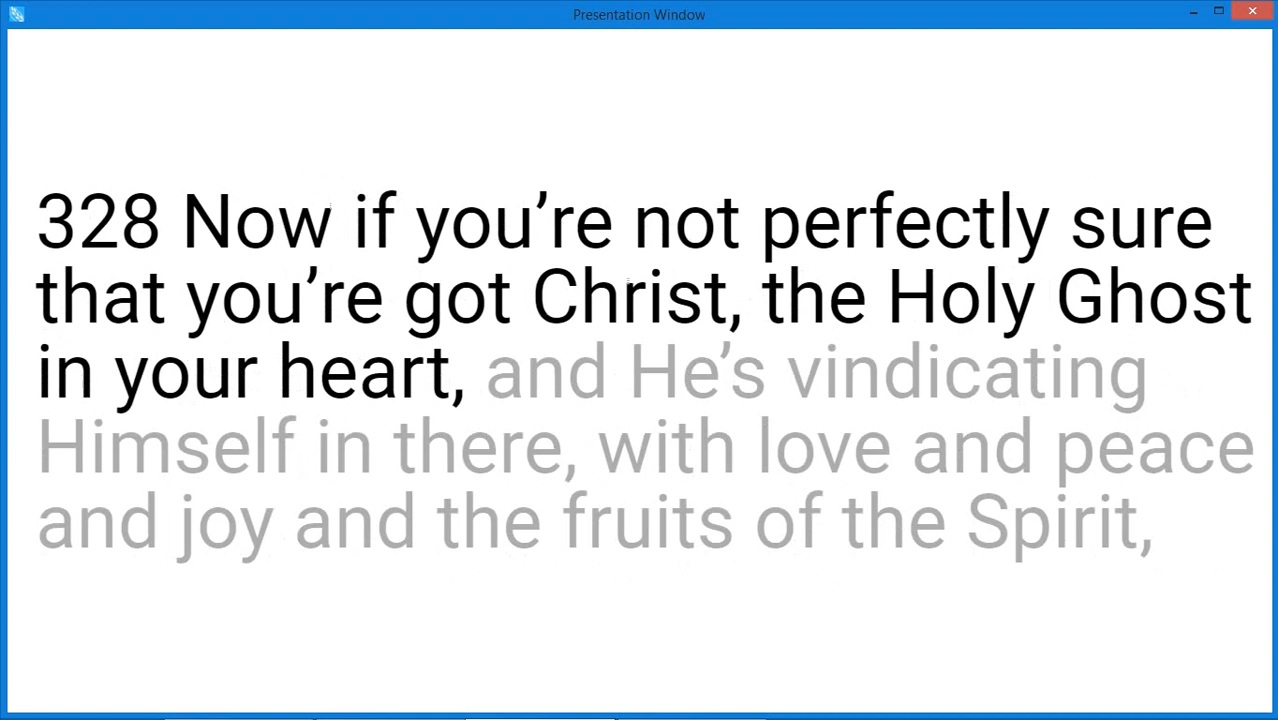 Presentation Window
328 Now if you’re not perfectly sure
that you’re got Christ, the Holy Ghost
in your heart, and He’s vindicating
Himself in there, with love and peace
and joy and the fruits of the Spirit,